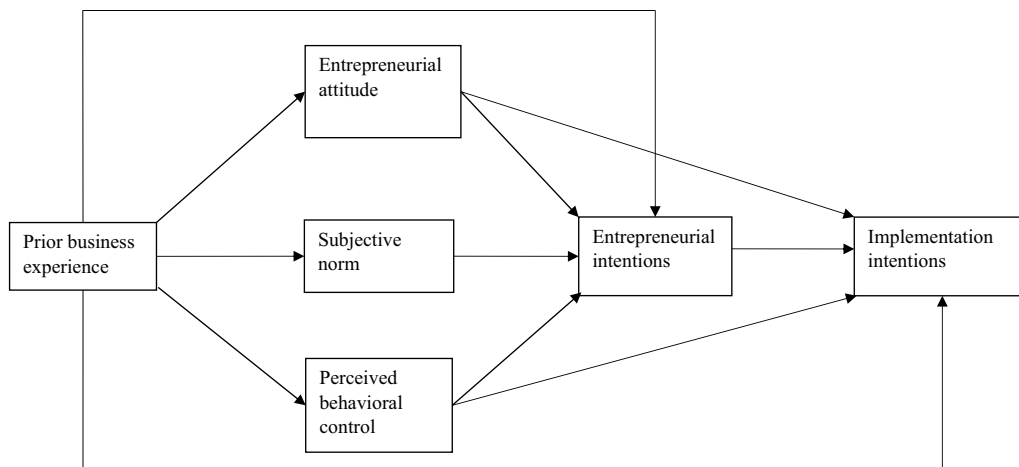 Entrepreneurial
attitude
Prior business
experience
Subjective
norm
Entrepreneurial
intentions
Implementation
intentions
Perceived
behavioral
control